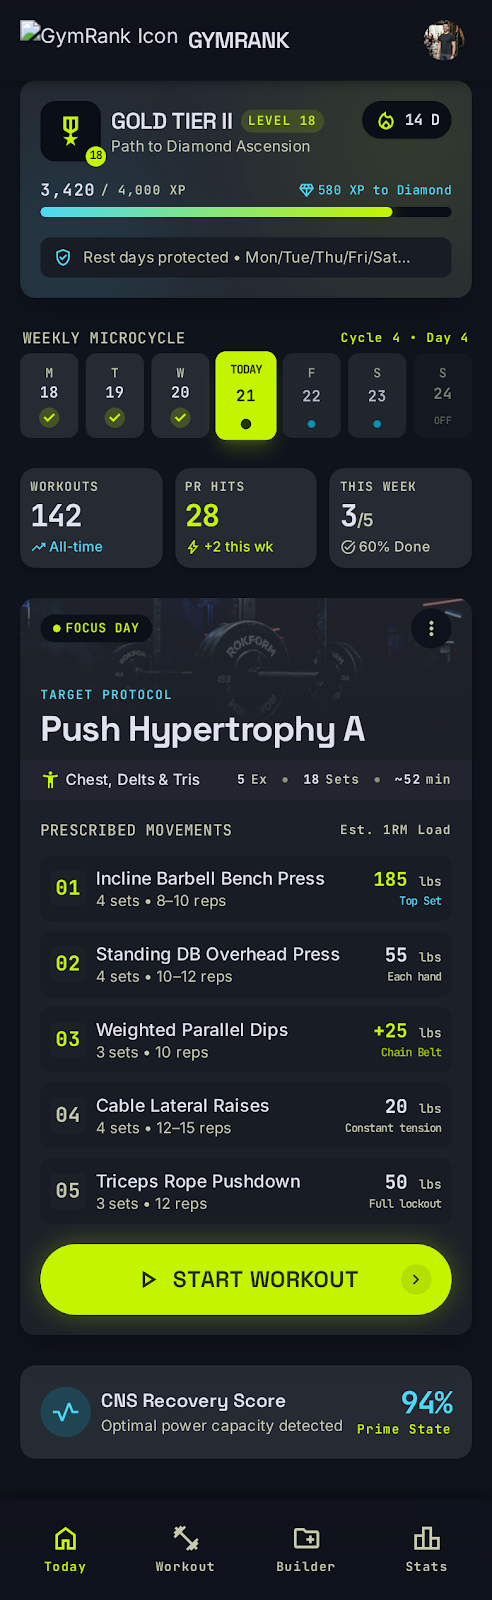 GymRank Icon GYMRANK
GOLD TIER II LEVEL 18 14 D
18
Path to Diamond Ascension
3,420 / 4,000 XP 580 XP to Diamond
Rest days protected • Mon/Tue/Thu/Fri/Sat...
WEEKLY MICROCYCLE Cycle 4 • Day 4
M T W TODAY F S S
18 19 20 21 22 23 24
OFF
WORKOUTS PR HITS THIS WEEK
142 28 3/5
All-time +2 this wk 60% Done
FOCUS DAY
ROKFORM
TARGET PROTOCOL
Push Hypertrophy A
Chest, Delts & Tris 5 Ex • 18 Sets • ~52 min
PRESCRIBED MOVEMENTS Est. 1RM Load
01 Incline Barbell Bench Press 185 lbs
4 sets • 8–10 reps Top Set
02 Standing DB Overhead Press 55 lbs
4 sets • 10–12 reps Each hand
03 Weighted Parallel Dips +25 lbs
3 sets • 10 reps Chain Belt
04 Cable Lateral Raises 20 lbs
4 sets • 12–15 reps Constant tension
05 Triceps Rope Pushdown 50 lbs
3 sets • 12 reps Full lockout
START WORKOUT
CNS Recovery Score 94%
Optimal power capacity detected Prime State
Today Workout Builder Stats